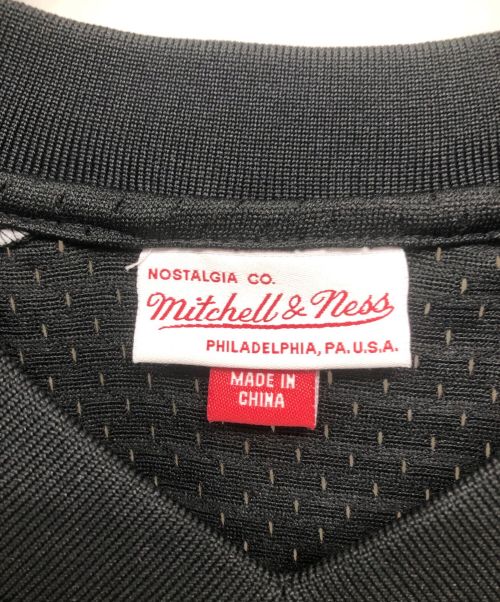 NOSTALGIA CO.
Mitchell & Ness
PHILADELPHIA, PA. U.S.A.
MADE IN
CHINA